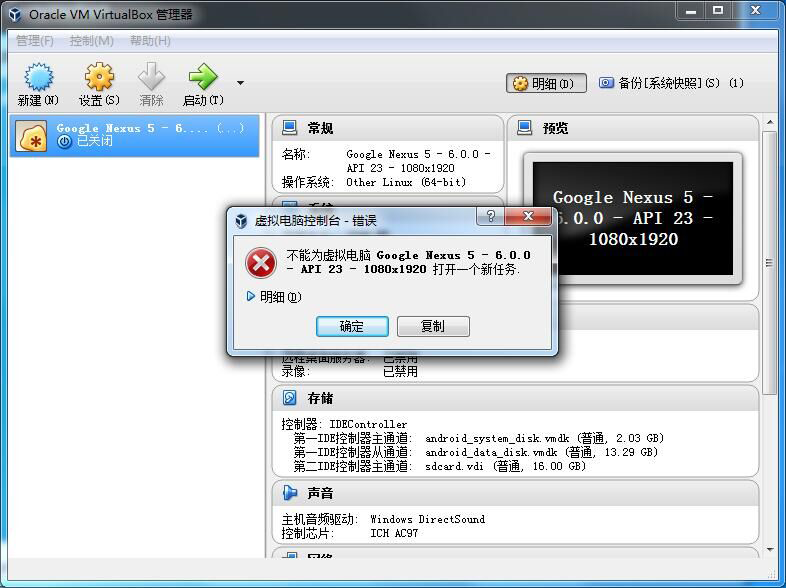 Oracle VM VirtualBox 管理器
管理(F) 控制(M) 帮助(H)
新建(N) 设置(S) 清除 启动(T)
明细(D) 备份[系统快照](S) (1)
Google Nexus 5 - 6.... (..)
已关闭
常规
名称: Google Nexus 5 - 6.0.0 -
API 23 - 1080x1920
操作系统: Other Linux (64-bit)
预览
Google Nexus 5 -
6.0.0 - API 23 -
1080x1920
虚拟电脑控制台 - 错误
不能为虚拟电脑 Google Nexus 5 - 6.0.0
- API 23 - 1080x1920 打开一个新任务.
明细(D)
确定 复制
远程桌面服务器: 已禁用
录像: 已禁用
存储
控制器: IDEController
第一IDE控制器主通道: android_system_disk.vmdk (普通, 2.03 GB)
第一IDE控制器从通道: android_data_disk.vmdk (普通, 13.29 GB)
第二IDE控制器主通道: sdcard.vdi (普通, 16.00 GB)
声音
主机音频驱动: Windows DirectSound
控制芯片: ICH AC97
网络